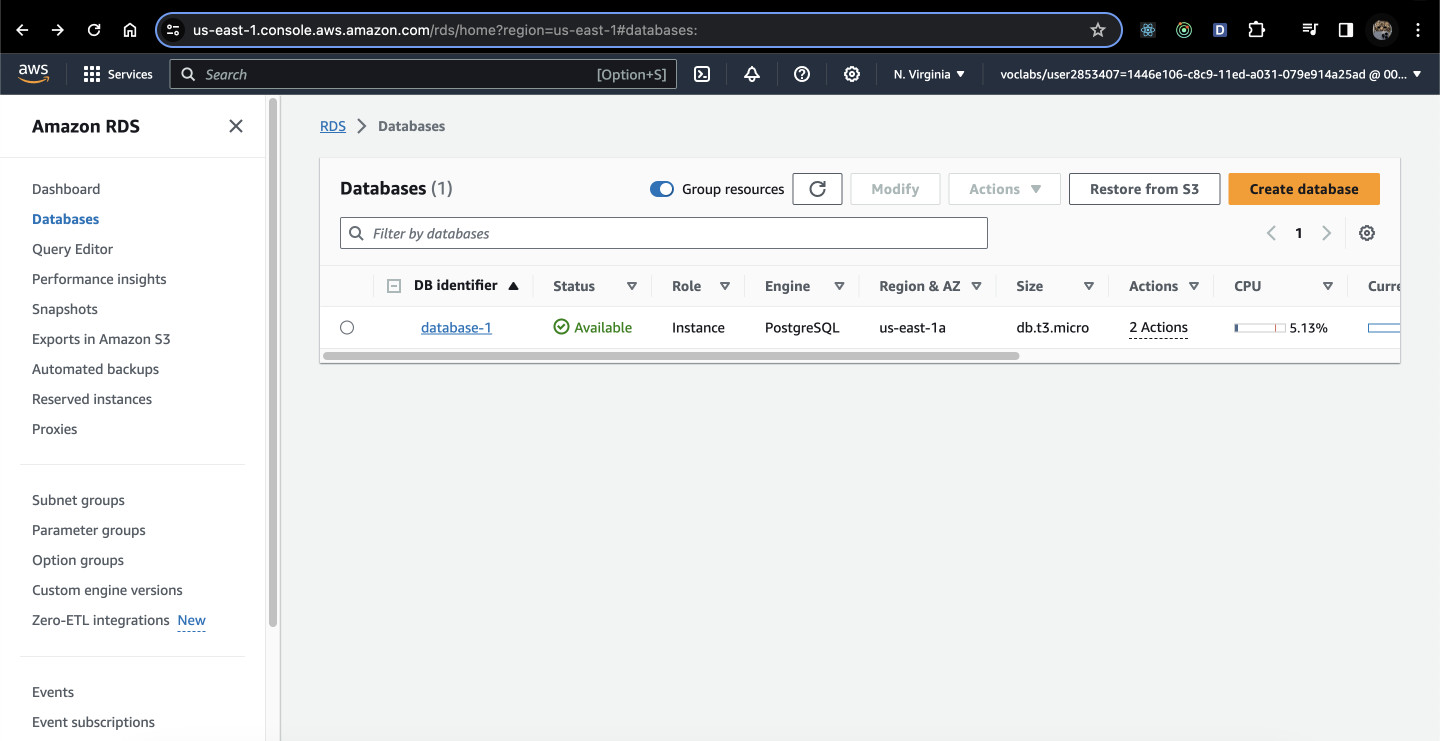 us-east-1.console.aws.amazon.com/rds/home?region=us-east-1#databases:
aws
Services
Search
[Option+S]
N. Virginia
voclabs/user2853407=1446e106-c8c9-11ed-a031-079e914a25ad @ 00...
Amazon RDS
Dashboard
Databases
Query Editor
Performance insights
Snapshots
Exports in Amazon S3
Automated backups
Reserved instances
Proxies
Subnet groups
Parameter groups
Option groups
Custom engine versions
Zero-ETL integrations New
Events
Event subscriptions
RDS > Databases
Databases (1)
Group resources
Modify
Actions
Restore from S3
Create database
Filter by databases
1
DB identifier Status Role Engine Region & AZ Size Actions CPU Curre
database-1 Available Instance PostgreSQL us-east-1a db.t3.micro 2 Actions 5.13%